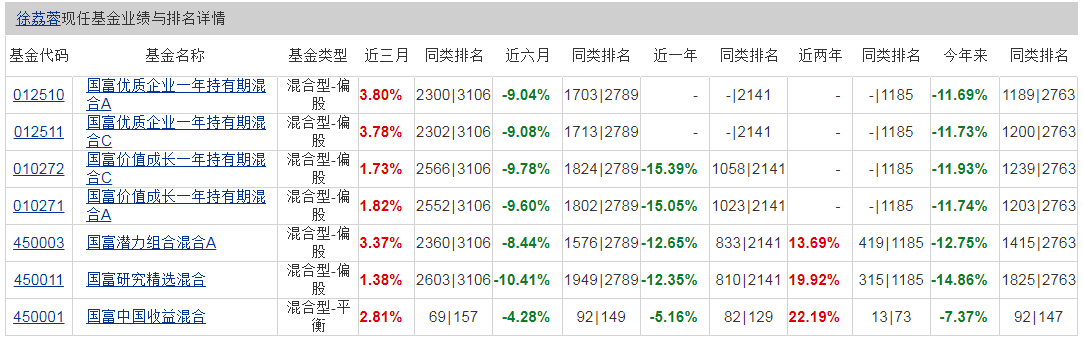 徐荔蓉现任基金业绩与排名详情
基金代码 基金名称 基金类型 近三月 同类排名 近六月 同类排名 近一年 同类排名 近两年 同类排名 今年来 同类排名
012510 国富优质企业一年持有期混合A 混合型-偏股 3.80% 2300|3106 -9.04% 1703|2789 - -|2141 - -|1185 -11.69% 1189|2763
012511 国富优质企业一年持有期混合C 混合型-偏股 3.78% 2302|3106 -9.08% 1713|2789 - -|2141 - -|1185 -11.73% 1200|2763
010272 国富价值成长一年持有期混合C 混合型-偏股 1.73% 2566|3106 -9.78% 1824|2789 -15.39% 1058|2141 - -|1185 -11.93% 1239|2763
010271 国富价值成长一年持有期混合A 混合型-偏股 1.82% 2552|3106 -9.60% 1802|2789 -15.05% 1023|2141 - -|1185 -11.74% 1203|2763
450003 国富潜力组合混合A 混合型-偏股 3.37% 2360|3106 -8.44% 1576|2789 -12.65% 833|2141 13.69% 419|1185 -12.75% 1415|2763
450011 国富研究精选混合 混合型-偏股 1.38% 2603|3106 -10.41% 1949|2789 -12.35% 810|2141 19.92% 315|1185 -14.86% 1825|2763
450001 国富中国收益混合 混合型-平衡 2.81% 69|157 -4.28% 92|149 -5.16% 82|129 22.19% 13|73 -7.37% 92|147